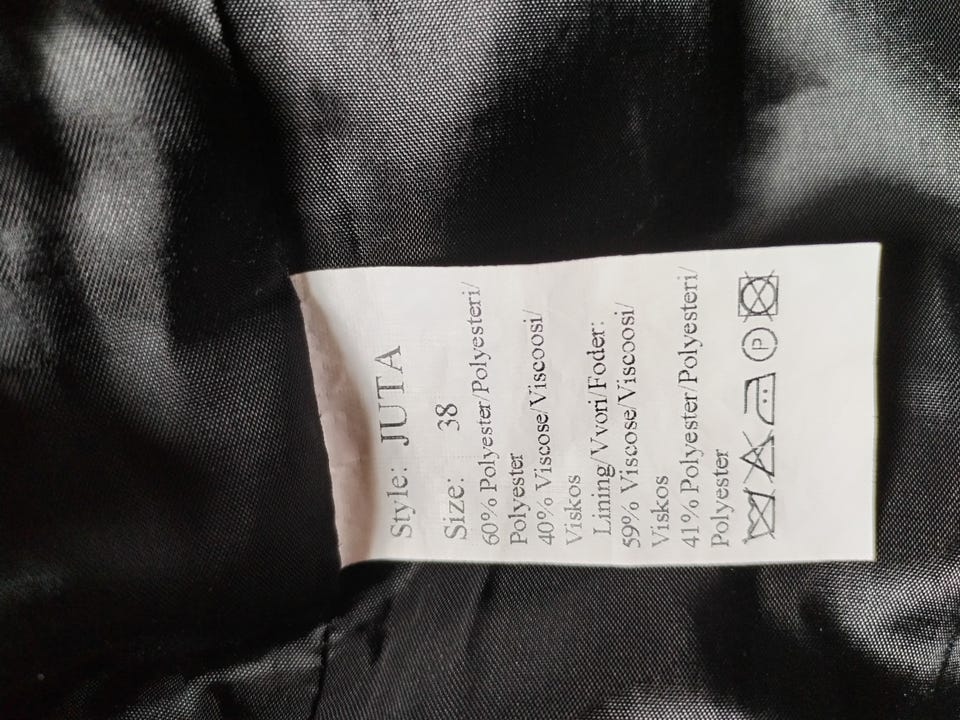 Style: JUTA
Size: 38
60% Polyester/Polyesteri/
Polyester
40% Viscose/Viscoosi/
Viskos
Lining/Vvori/Foder:
59% Viscose/Viscoosi/
Viskos
41% Polyester/Polyesteri/
Polyester
P